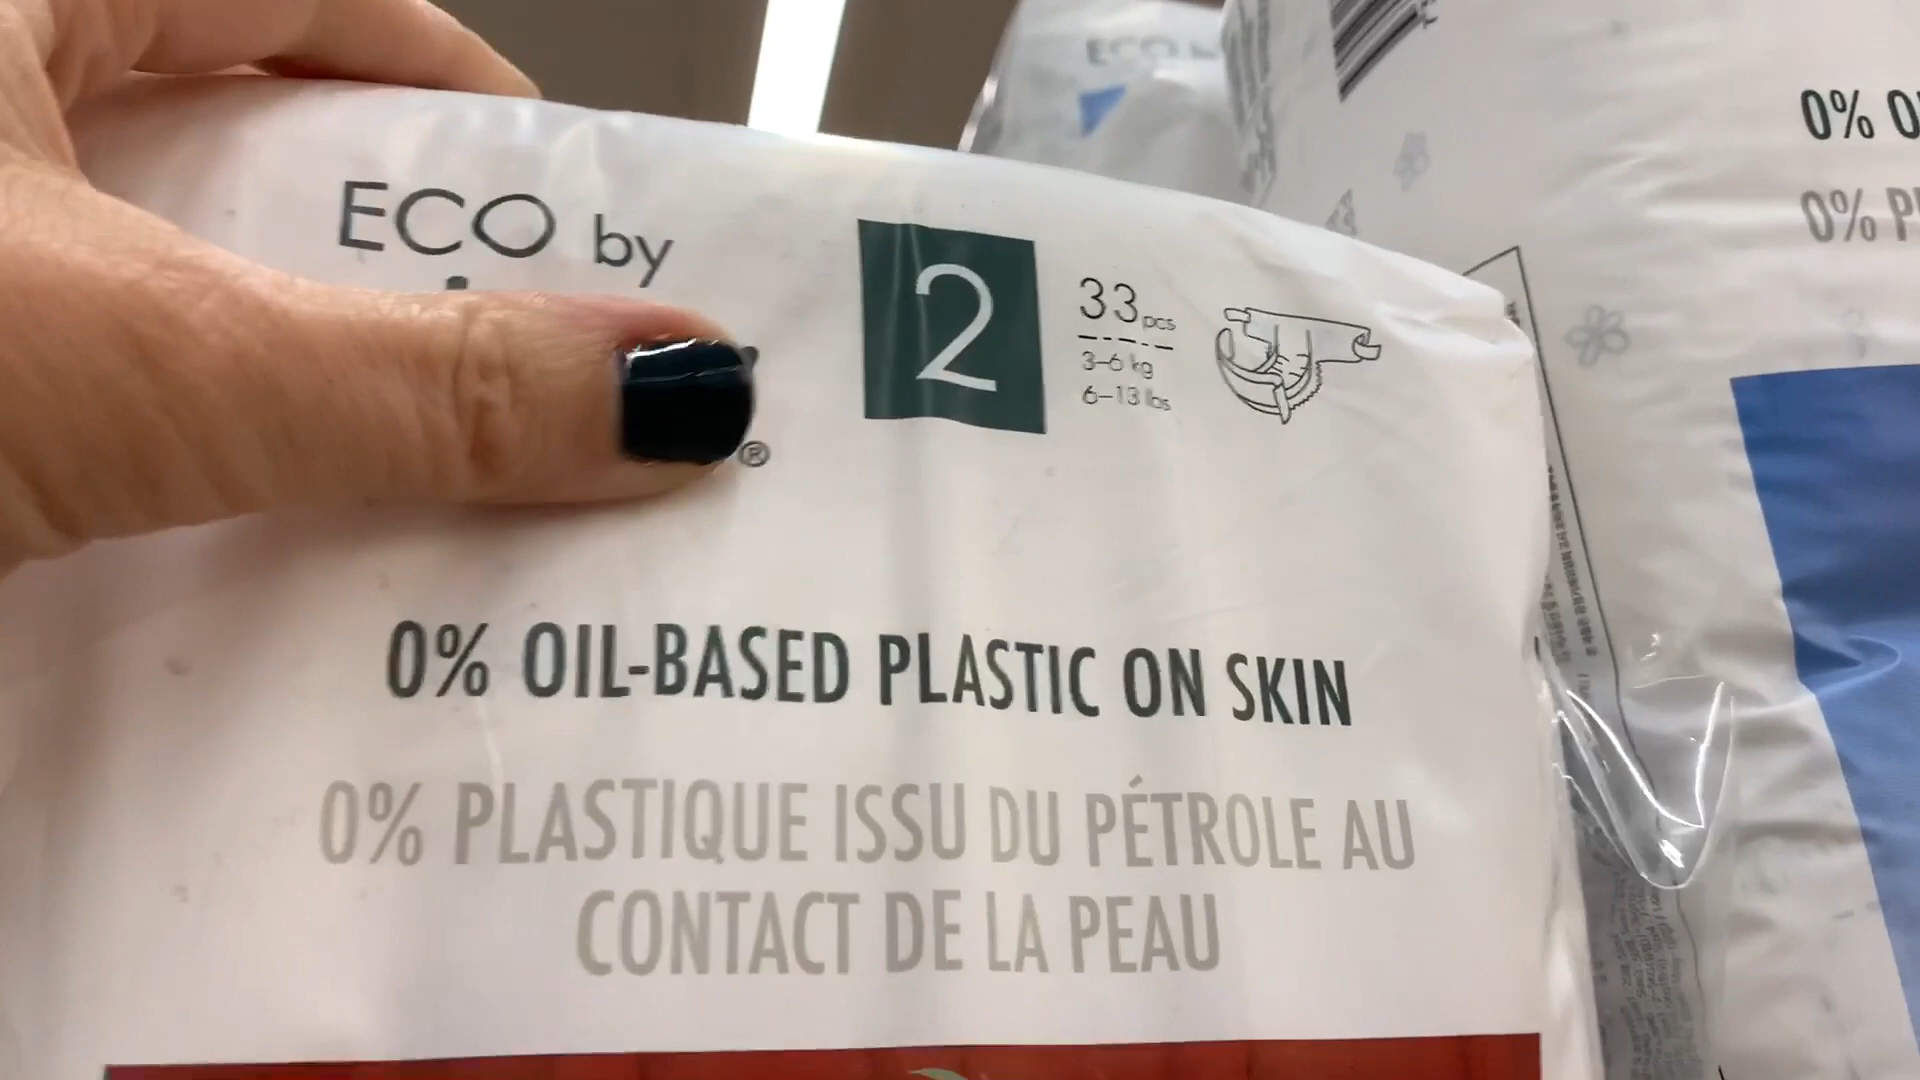 ECO by
®
2
33 pcs
3–6 kg
6–13 lbs
0% OIL-BASED PLASTIC ON SKIN
0% PLASTIQUE ISSU DU PÉTROLE AU
CONTACT DE LA PEAU
ECO
0%
0%